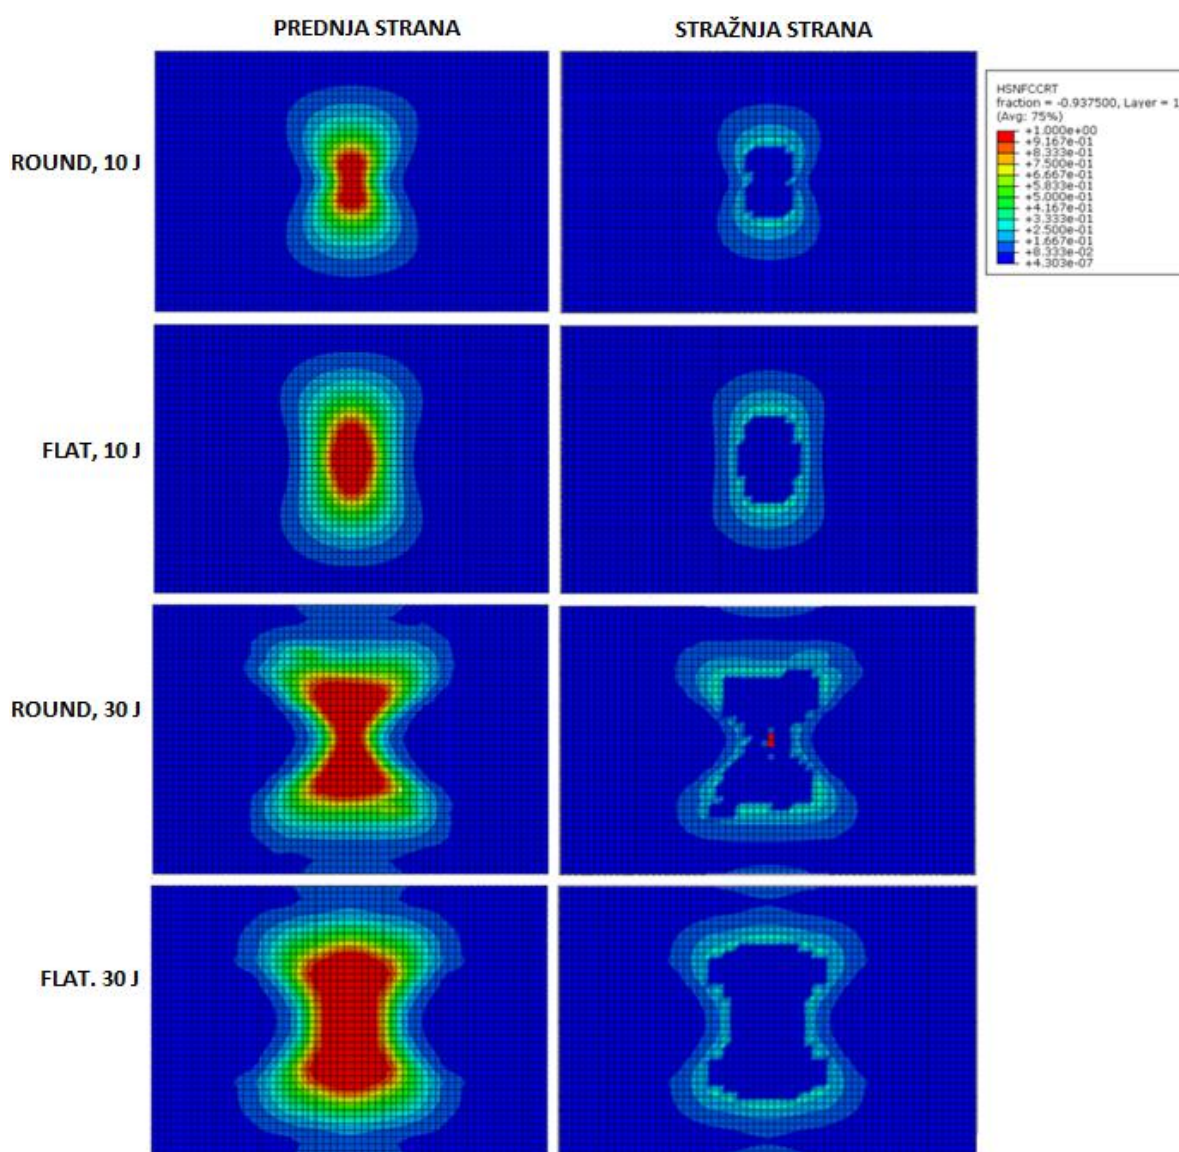 PREDNJA STRANA
STRAŽNJA STRANA
ROUND, 10 J
HSNFCCRT
fraction = -0.937500, Layer = 1
(Avg: 75%)
+1.000e+00
+9.167e-01
+8.333e-01
+7.500e-01
+6.667e-01
+5.833e-01
+5.000e-01
+4.167e-01
+3.333e-01
+2.500e-01
+1.667e-01
+8.333e-02
+4.303e-07
FLAT, 10 J
ROUND, 30 J
FLAT. 30 J